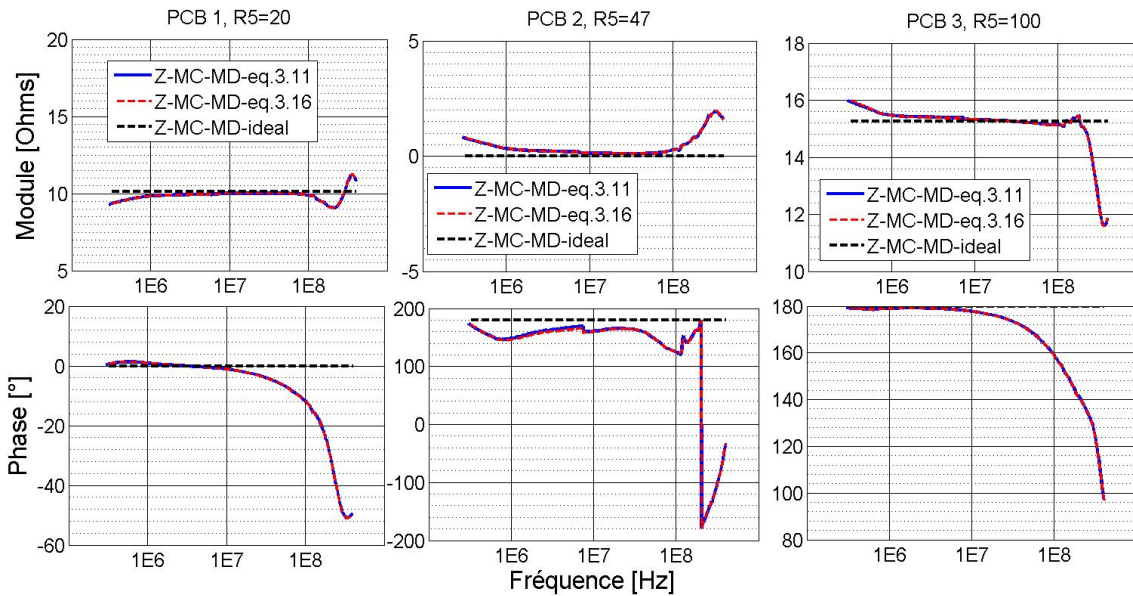 PCB 1, R5=20
PCB 2, R5=47
PCB 3, R5=100
Module [Ohms]
20
15
10
5
Z-MC-MD-eq.3.11
Z-MC-MD-eq.3.16
Z-MC-MD-ideal
1E6 1E7 1E8
5
0
-5
Z-MC-MD-eq.3.11
Z-MC-MD-eq.3.16
Z-MC-MD-ideal
1E6 1E7 1E8
18
16
14
12
10
Z-MC-MD-eq.3.11
Z-MC-MD-eq.3.16
Z-MC-MD-ideal
1E6 1E7 1E8
Phase [°]
20
0
-20
-40
-60
1E6 1E7 1E8
200
100
0
-100
-200
1E6 1E7 1E8
180
160
140
120
100
80
1E6 1E7 1E8
Fréquence [Hz]